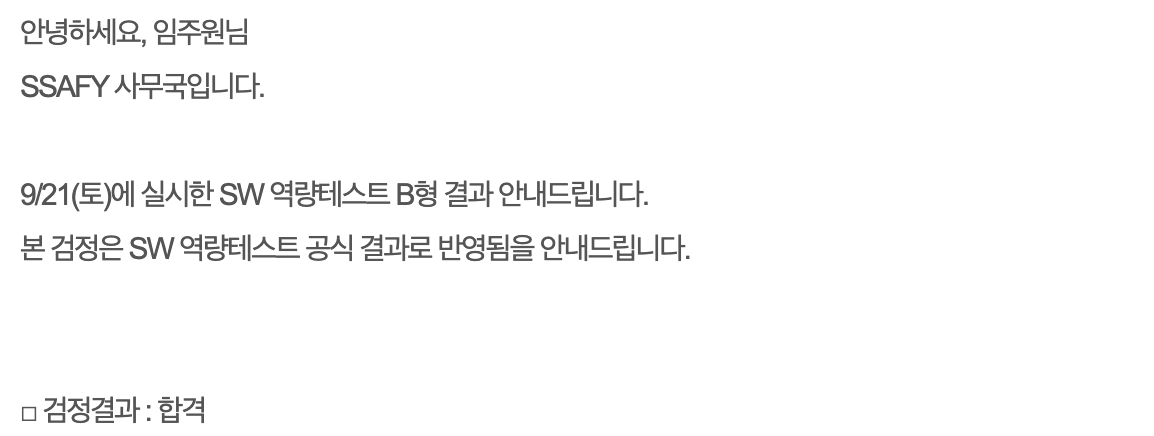 안녕하세요, 임주원님
SSAFY 사무국입니다.
9/21(토)에 실시한 SW 역량테스트 B형 결과 안내드립니다.
본 검정은 SW 역량테스트 공식 결과로 반영됨을 안내드립니다.
□ 검정결과 : 합격